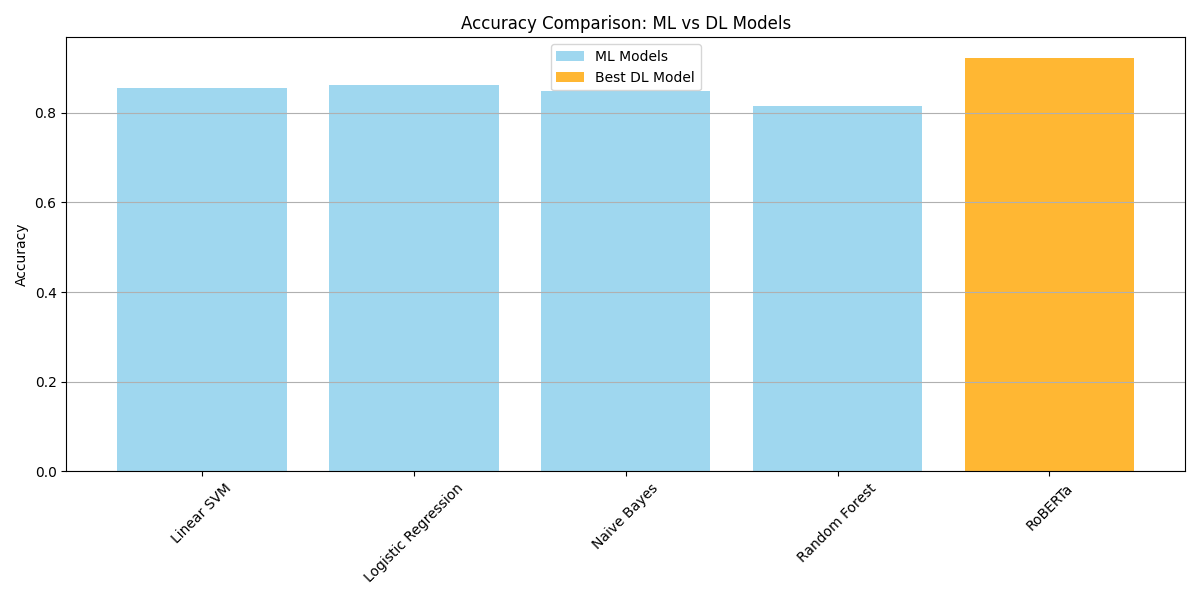 Accuracy Comparison: ML vs DL Models
ML Models
Best DL Model
Accuracy
0.8
0.6
0.4
0.2
0.0
Linear SVM
Logistic Regression
Naive Bayes
Random Forest
RoBERTa